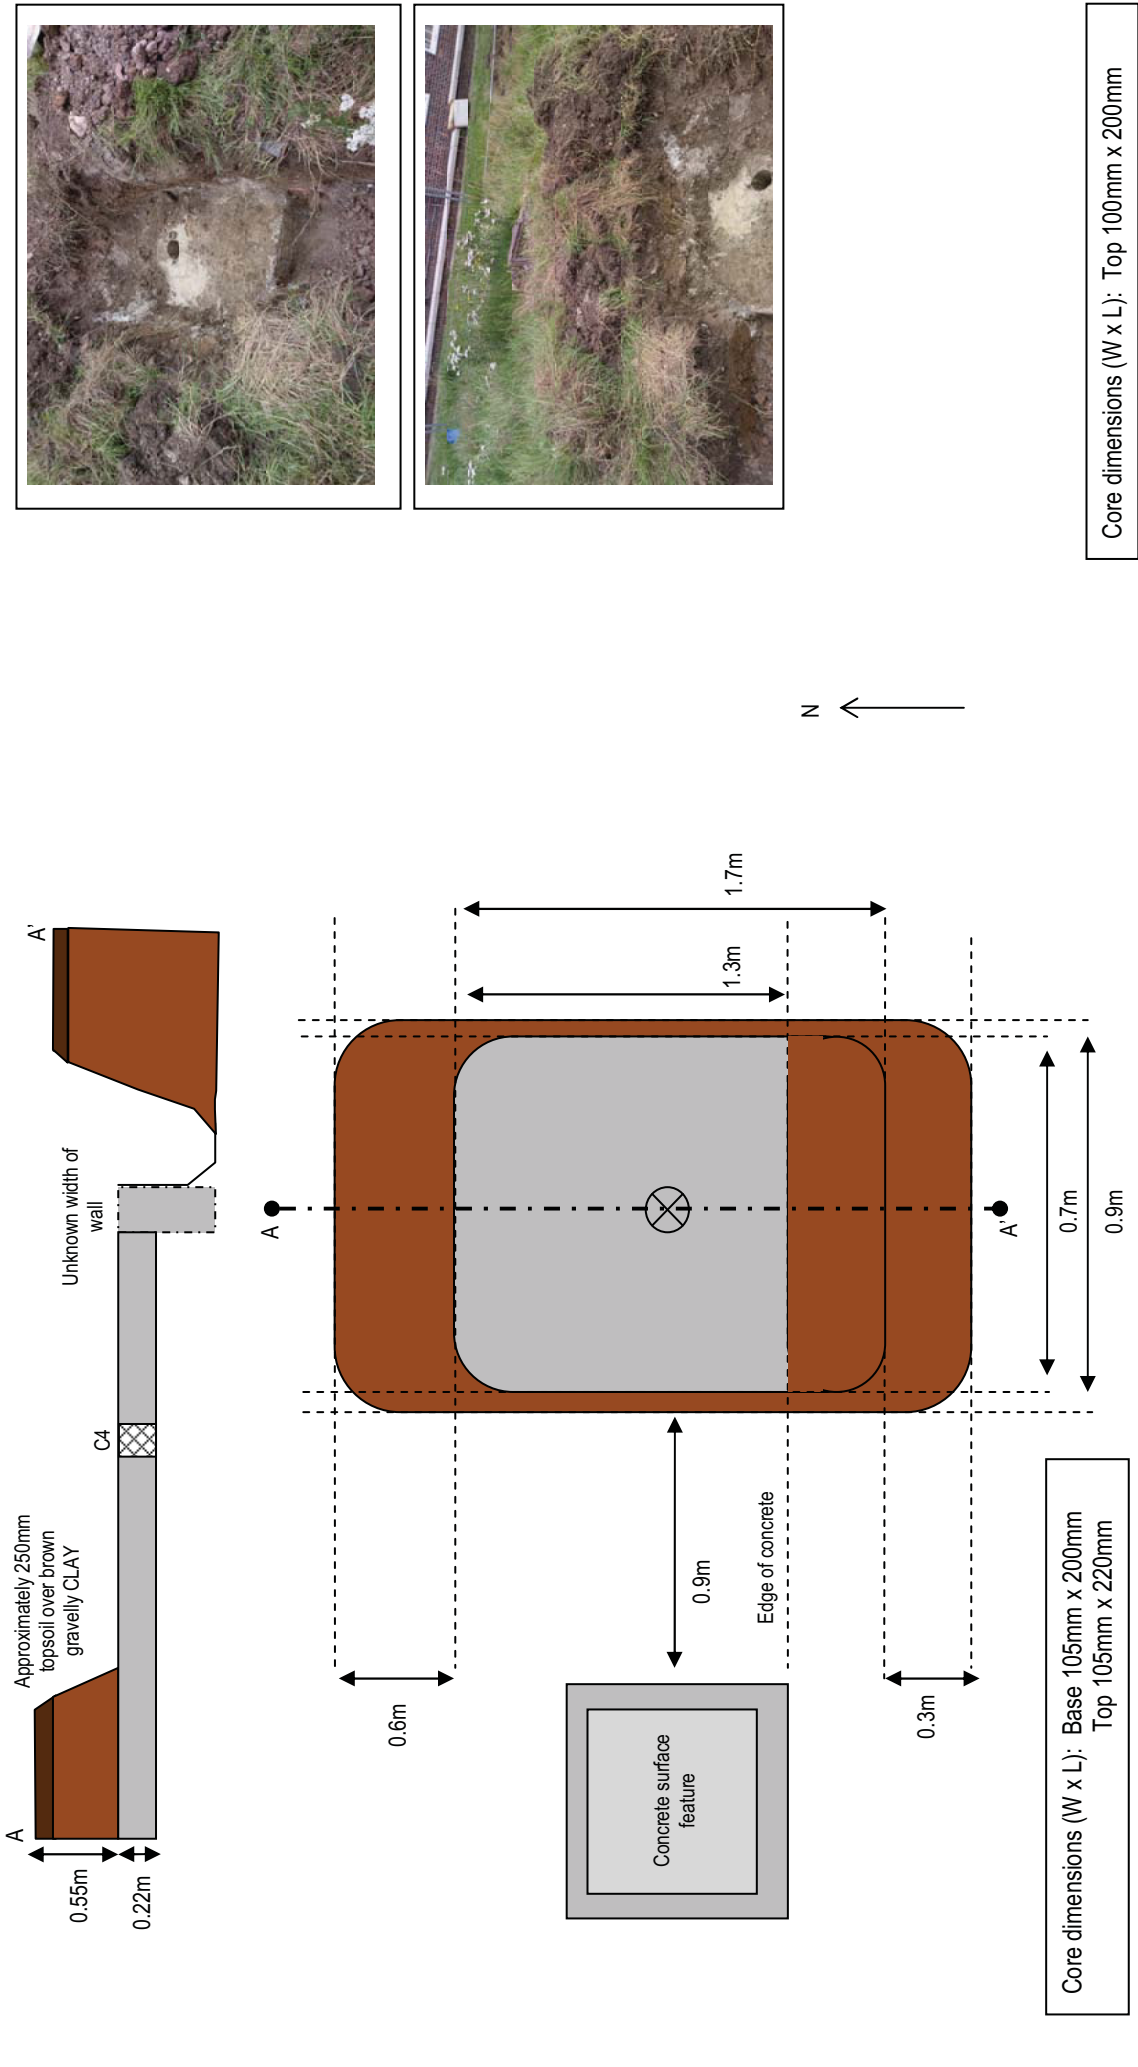 A
A'
Approximately 250mm
topsoil over brown
gravelly CLAY
C4
Unknown width of
wall
0.55m
0.22m
A
A'
0.6m
0.3m
0.9m
Edge of concrete
Concrete surface
feature
1.3m
1.7m
0.7m
0.9m
N
Core dimensions (W x L): Base 105mm x 200mm
Top 105mm x 220mm
Core dimensions (W x L): Top 100mm x 200mm